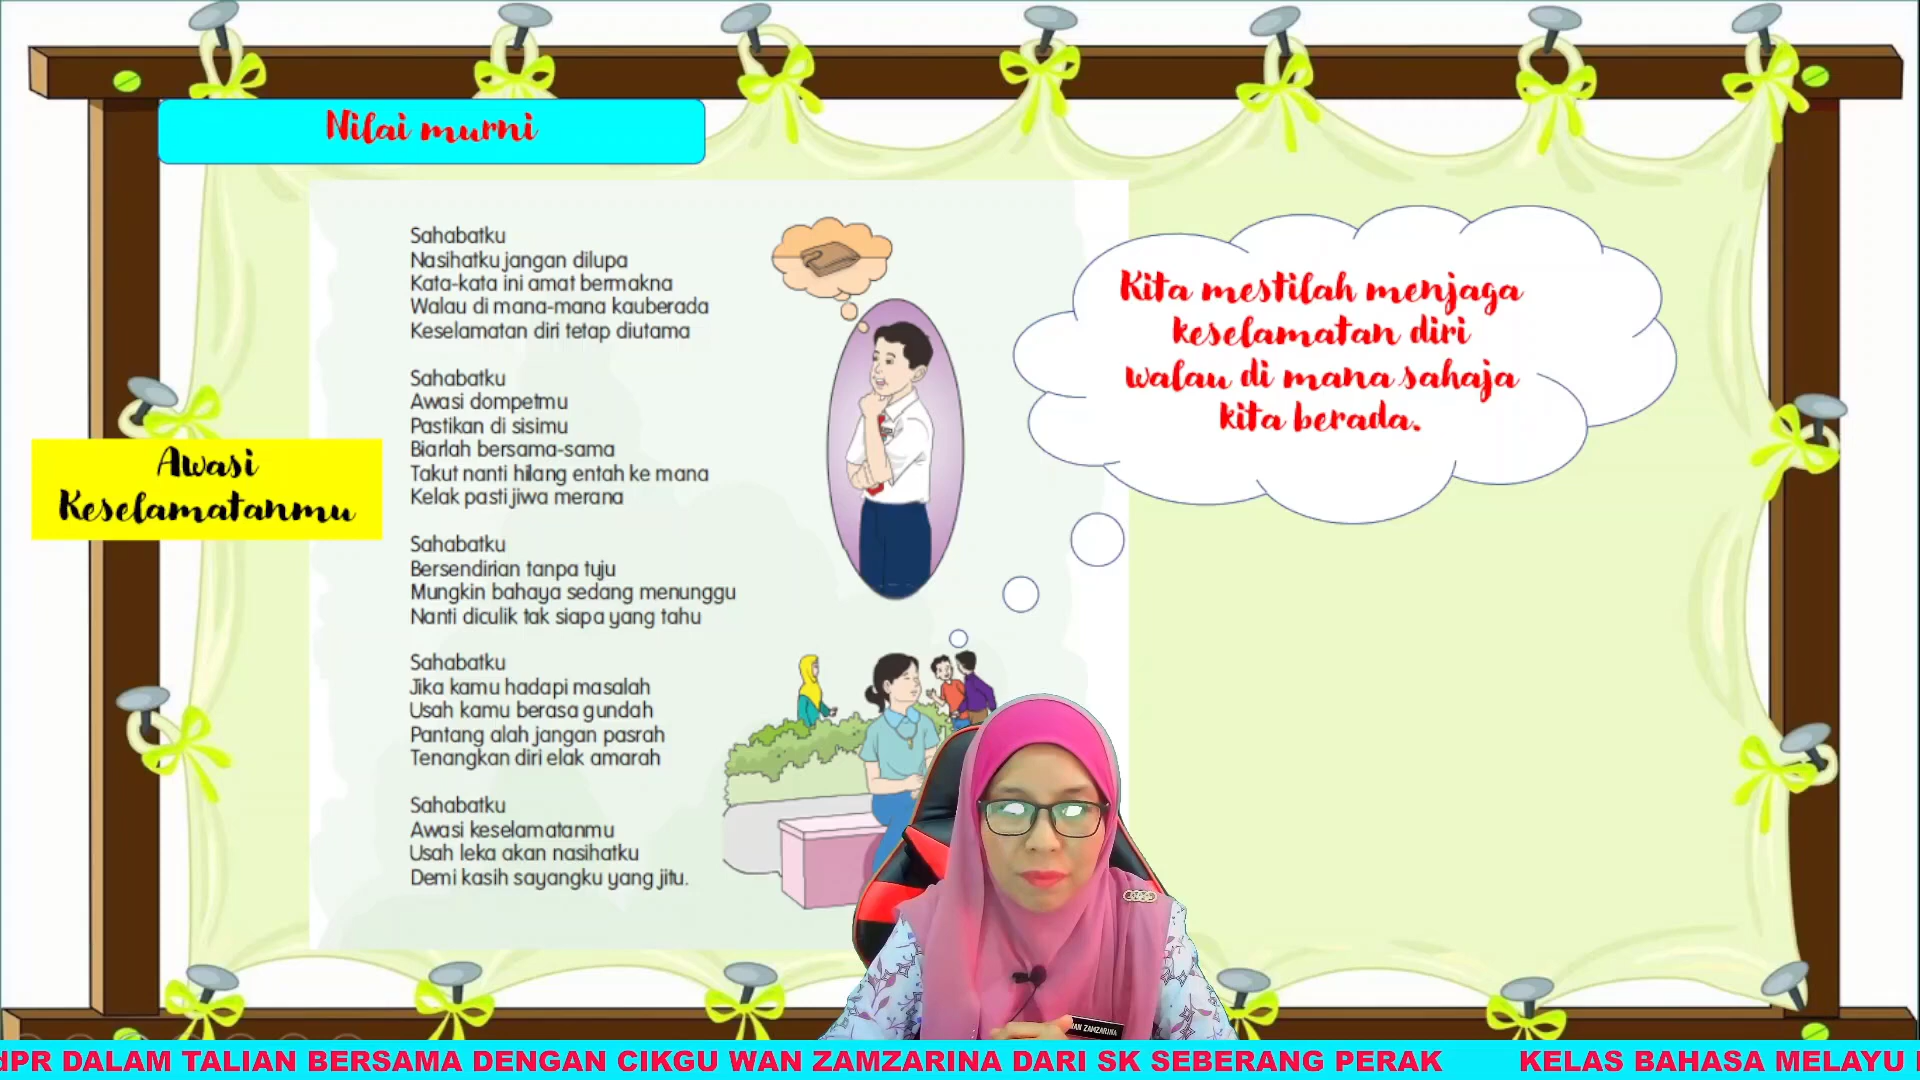 Nilai murni
Sahabatku
Nasihatku jangan dilupa
Kata-kata ini amat bermakna
Walau di mana-mana kauberada
Keselamatan diri tetap diutama
Sahabatku
Awasi dompetmu
Pastikan di sisimu
Biarlah bersama-sama
Takut nanti hilang entah ke mana
Kelak pasti jiwa merana
Sahabatku
Bersendirian tanpa tuju
Mungkin bahaya sedang menunggu
Nanti diculik tak siapa yang tahu
Sahabatku
Jika kamu hadapi masalah
Usah kamu berasa gundah
Pantang alah jangan pasrah
Tenangkan diri elak amarah
Sahabatku
Awasi keselamatanmu
Usah leka akan nasihatku
Demi kasih sayangku yang jitu.
Awasi
Keselamatanmu
Kita mestilah menjaga
keselamatan diri
walau di mana sahaja
kita berada.
WAN ZAMZARINA
dPR DALAM TALIAN BERSAMA DENGAN CIKGU WAN ZAMZARINA DARI SK SEBERANG PERAK KELAS BAHASA MELAYU